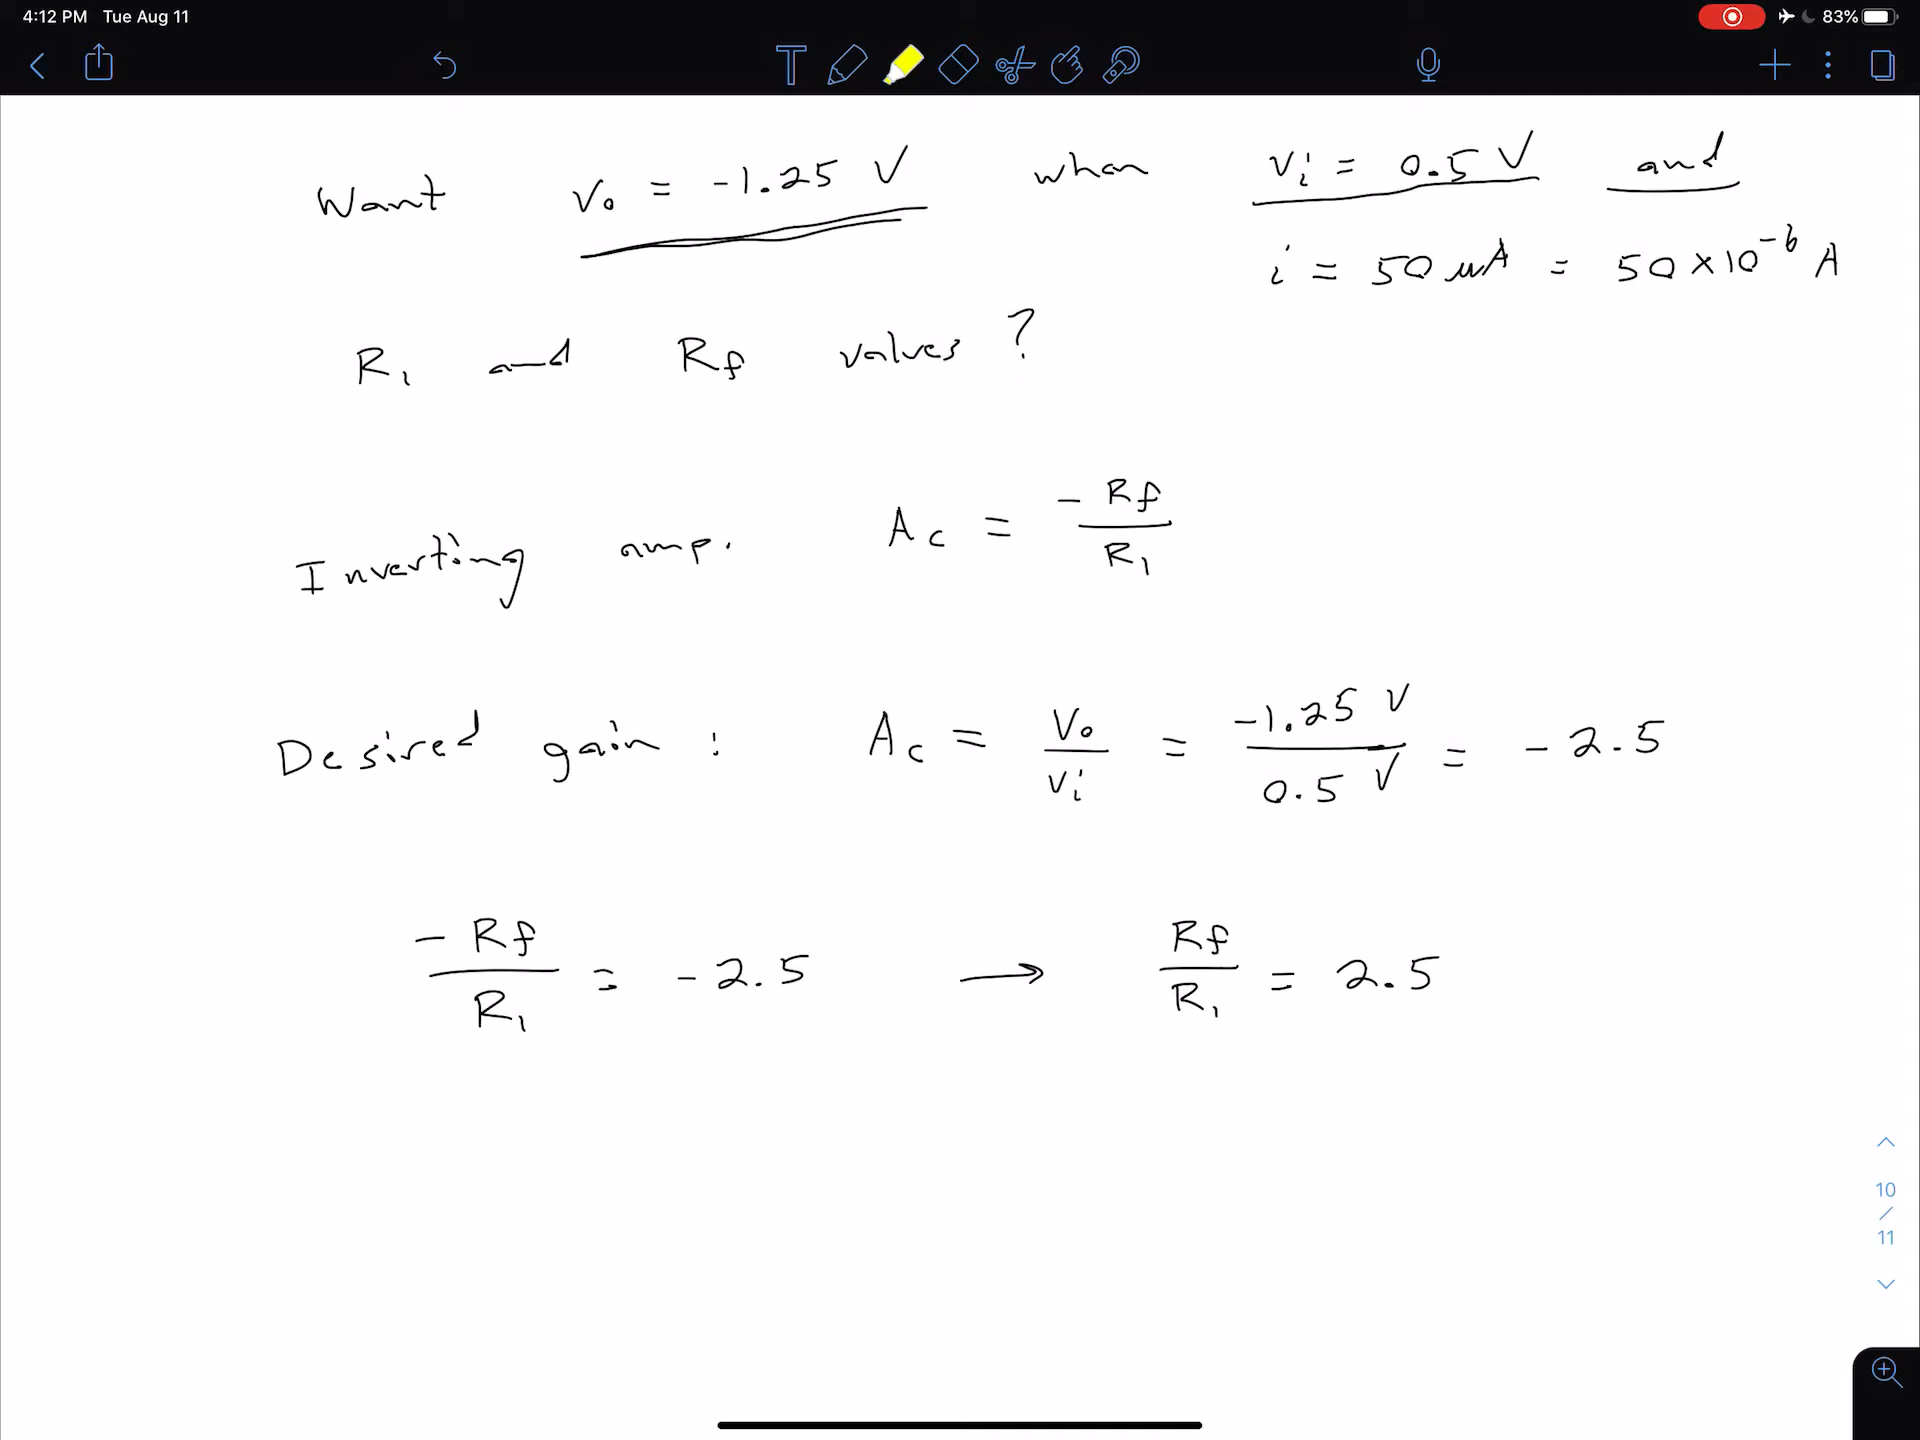 4:12 PM Tue Aug 11
83%
Want v₀ = -1.25 V when vᵢ = 0.5 V and
i = 50 μA = 50 × 10⁻⁶ A
R₁ and Rf values ?
Inverting amp. Ac = -Rf / R₁
Desired gain : Ac = v₀ / vᵢ = -1.25 V / 0.5 V = -2.5
-Rf / R₁ = -2.5 → Rf / R₁ = 2.5
10
/
11